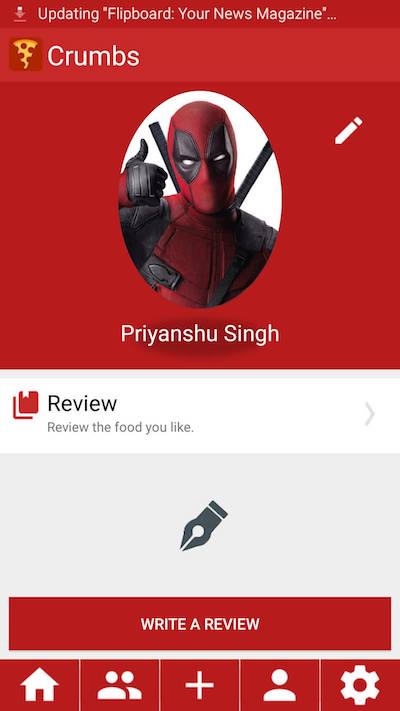 Updating "Flipboard: Your News Magazine"...
Crumbs
Priyanshu Singh
Review
Review the food you like.
WRITE A REVIEW